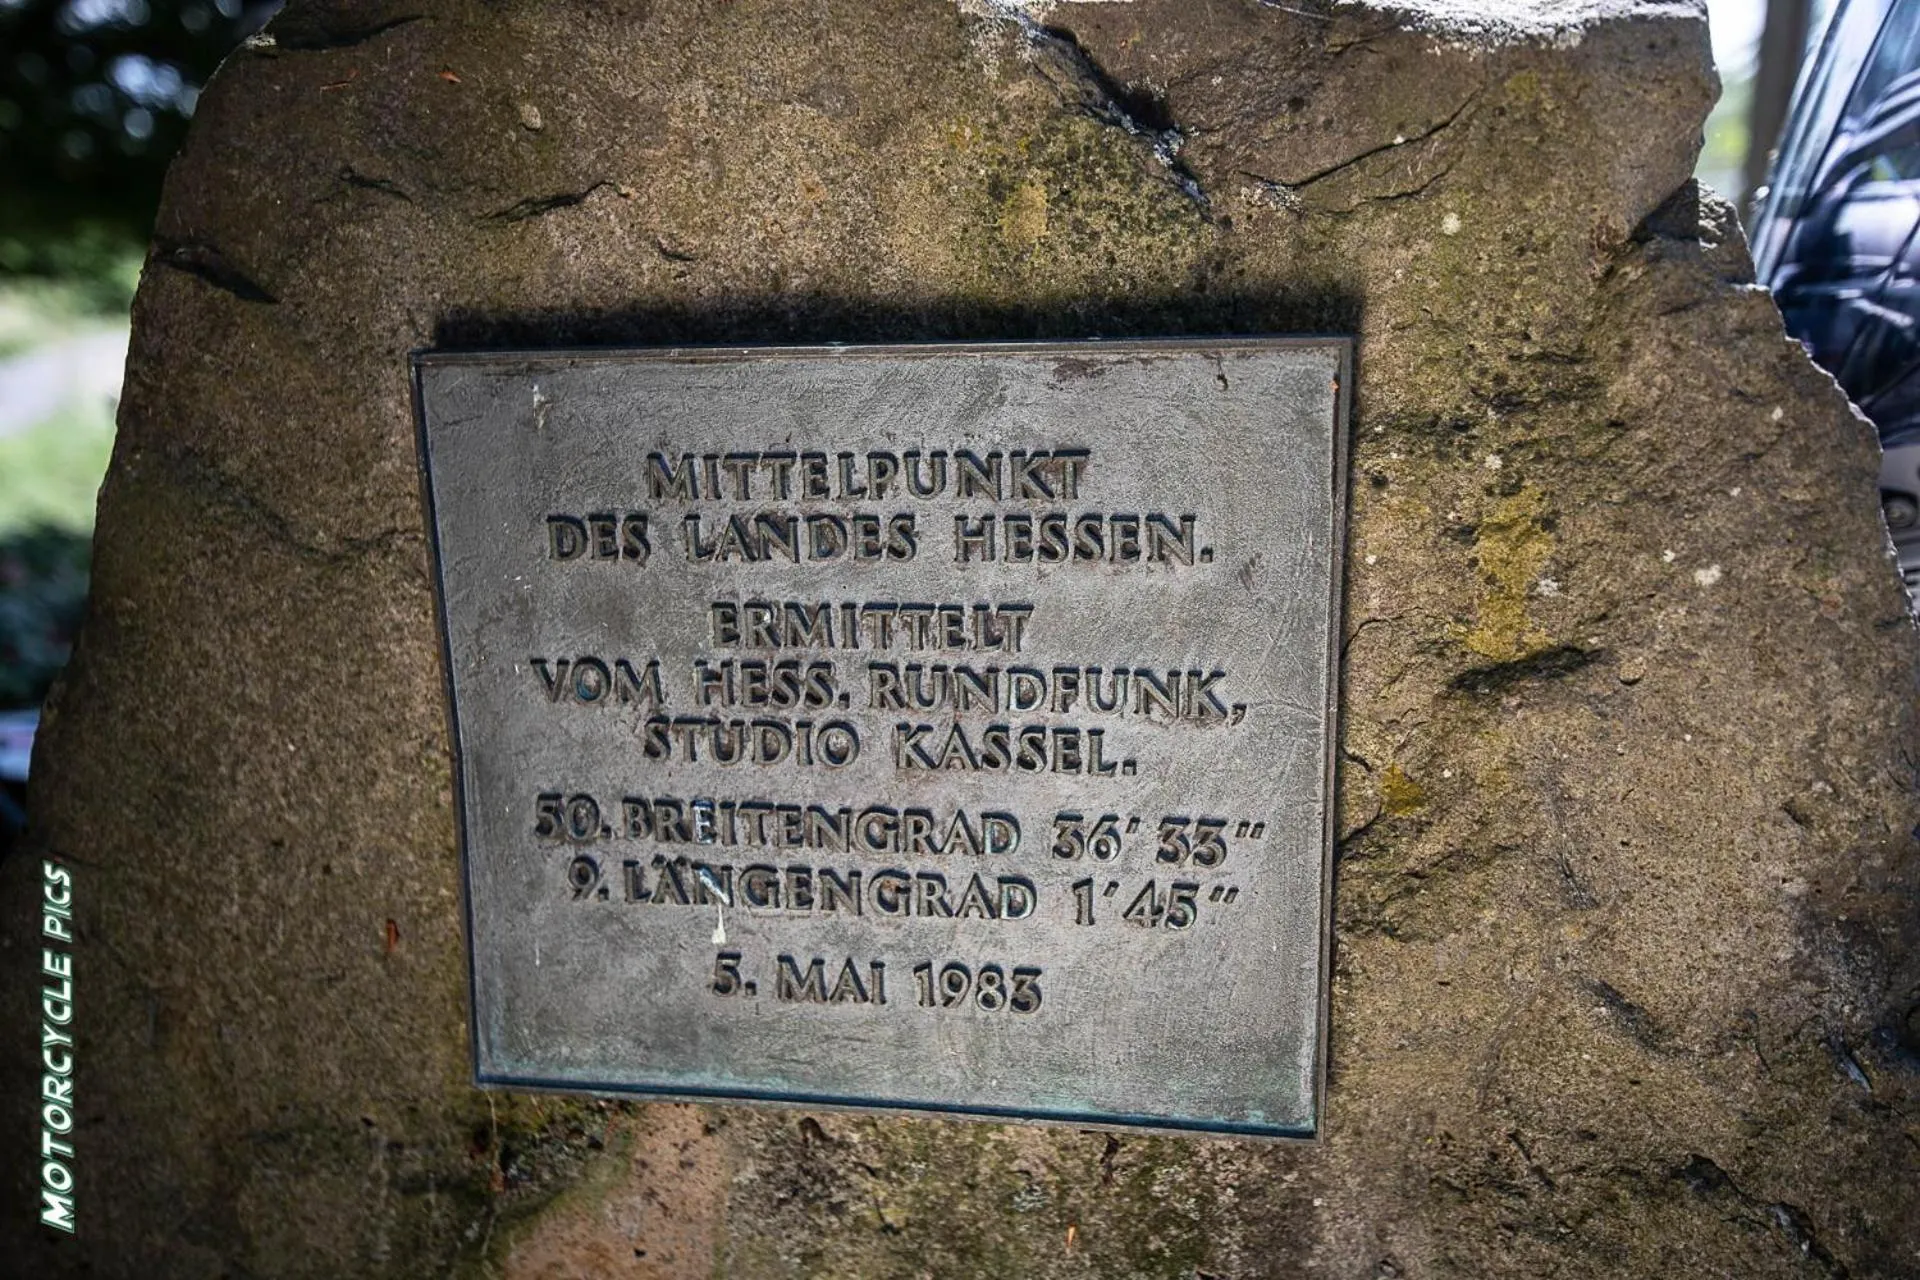 MITTELPUNKT
DES LANDES HESSEN.
ERMITTELT
VOM HESS. RUNDFUNK,
STUDIO KASSEL.
50. BREITENGRAD 36' 33"
9. LÄNGENGRAD 1' 45"
5. MAI 1983
MOTORCYCLE PICS